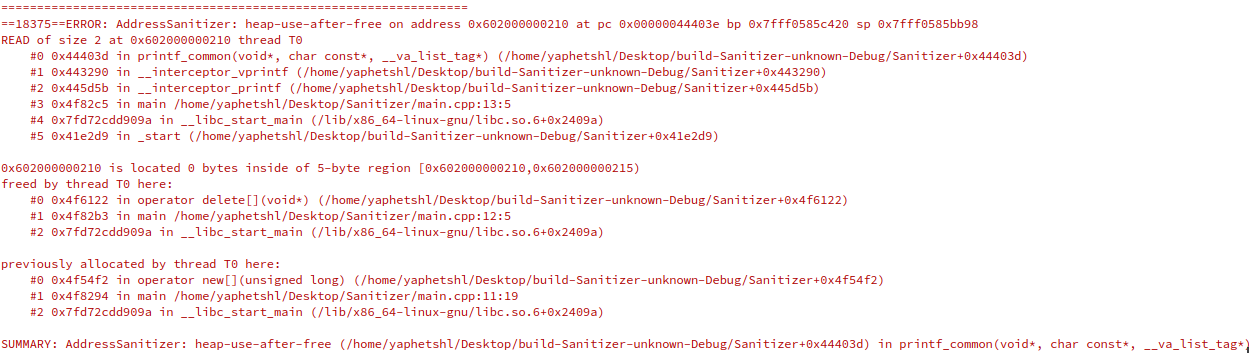 =================================================================
==18375==ERROR: AddressSanitizer: heap-use-after-free on address 0x602000000210 at pc 0x00000044403e bp 0x7fff0585c420 sp 0x7fff0585bb98
READ of size 2 at 0x602000000210 thread T0
#0 0x44403d in printf_common(void*, char const*, __va_list_tag*) (/home/yaphetshl/Desktop/build-Sanitizer-unknown-Debug/Sanitizer+0x44403d)
#1 0x443290 in __interceptor_vprintf (/home/yaphetshl/Desktop/build-Sanitizer-unknown-Debug/Sanitizer+0x443290)
#2 0x445d5b in __interceptor_printf (/home/yaphetshl/Desktop/build-Sanitizer-unknown-Debug/Sanitizer+0x445d5b)
#3 0x4f82c5 in main /home/yaphetshl/Desktop/Sanitizer/main.cpp:13:5
#4 0x7fd72cdd909a in __libc_start_main (/lib/x86_64-linux-gnu/libc.so.6+0x2409a)
#5 0x41e2d9 in _start (/home/yaphetshl/Desktop/build-Sanitizer-unknown-Debug/Sanitizer+0x41e2d9)
0x602000000210 is located 0 bytes inside of 5-byte region [0x602000000210,0x602000000215)
freed by thread T0 here:
#0 0x4f6122 in operator delete[](void*) (/home/yaphetshl/Desktop/build-Sanitizer-unknown-Debug/Sanitizer+0x4f6122)
#1 0x4f82b3 in main /home/yaphetshl/Desktop/Sanitizer/main.cpp:12:5
#2 0x7fd72cdd909a in __libc_start_main (/lib/x86_64-linux-gnu/libc.so.6+0x2409a)
previously allocated by thread T0 here:
#0 0x4f54f2 in operator new[](unsigned long) (/home/yaphetshl/Desktop/build-Sanitizer-unknown-Debug/Sanitizer+0x4f54f2)
#1 0x4f8294 in main /home/yaphetshl/Desktop/Sanitizer/main.cpp:11:19
#2 0x7fd72cdd909a in __libc_start_main (/lib/x86_64-linux-gnu/libc.so.6+0x2409a)
SUMMARY: AddressSanitizer: heap-use-after-free (/home/yaphetshl/Desktop/build-Sanitizer-unknown-Debug/Sanitizer+0x44403d) in printf_common(void*, char const*, __va_list_tag*)